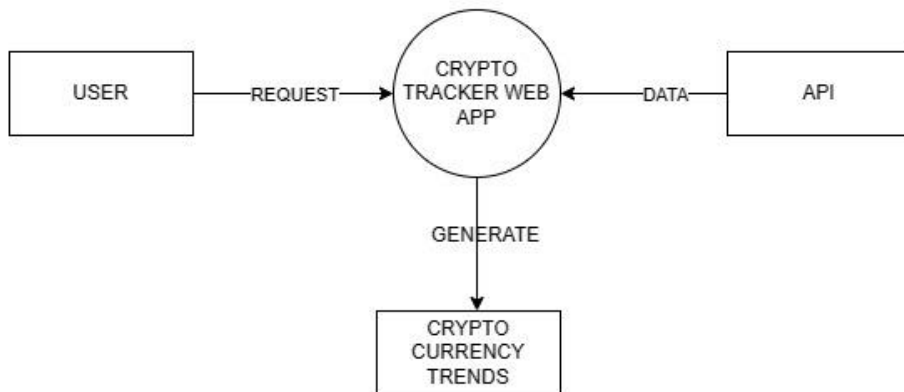 USER
REQUEST
CRYPTO
TRACKER WEB
APP
DATA
API
GENERATE
CRYPTO
CURRENCY
TRENDS